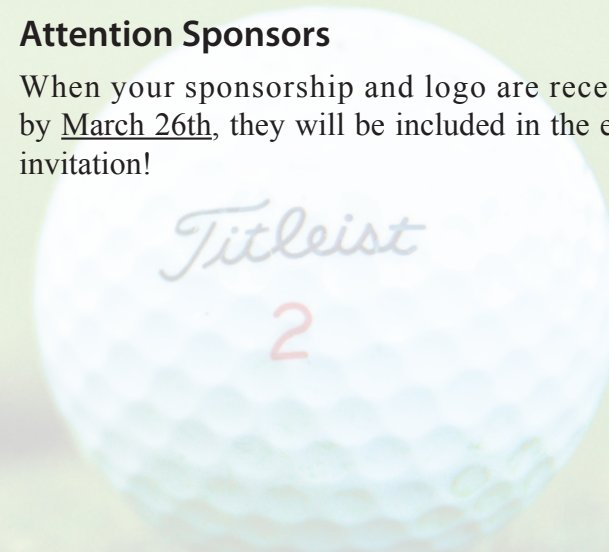 Attention Sponsors
When your sponsorship and logo are rece
by March 26th, they will be included in the e
invitation!
Titleist
2